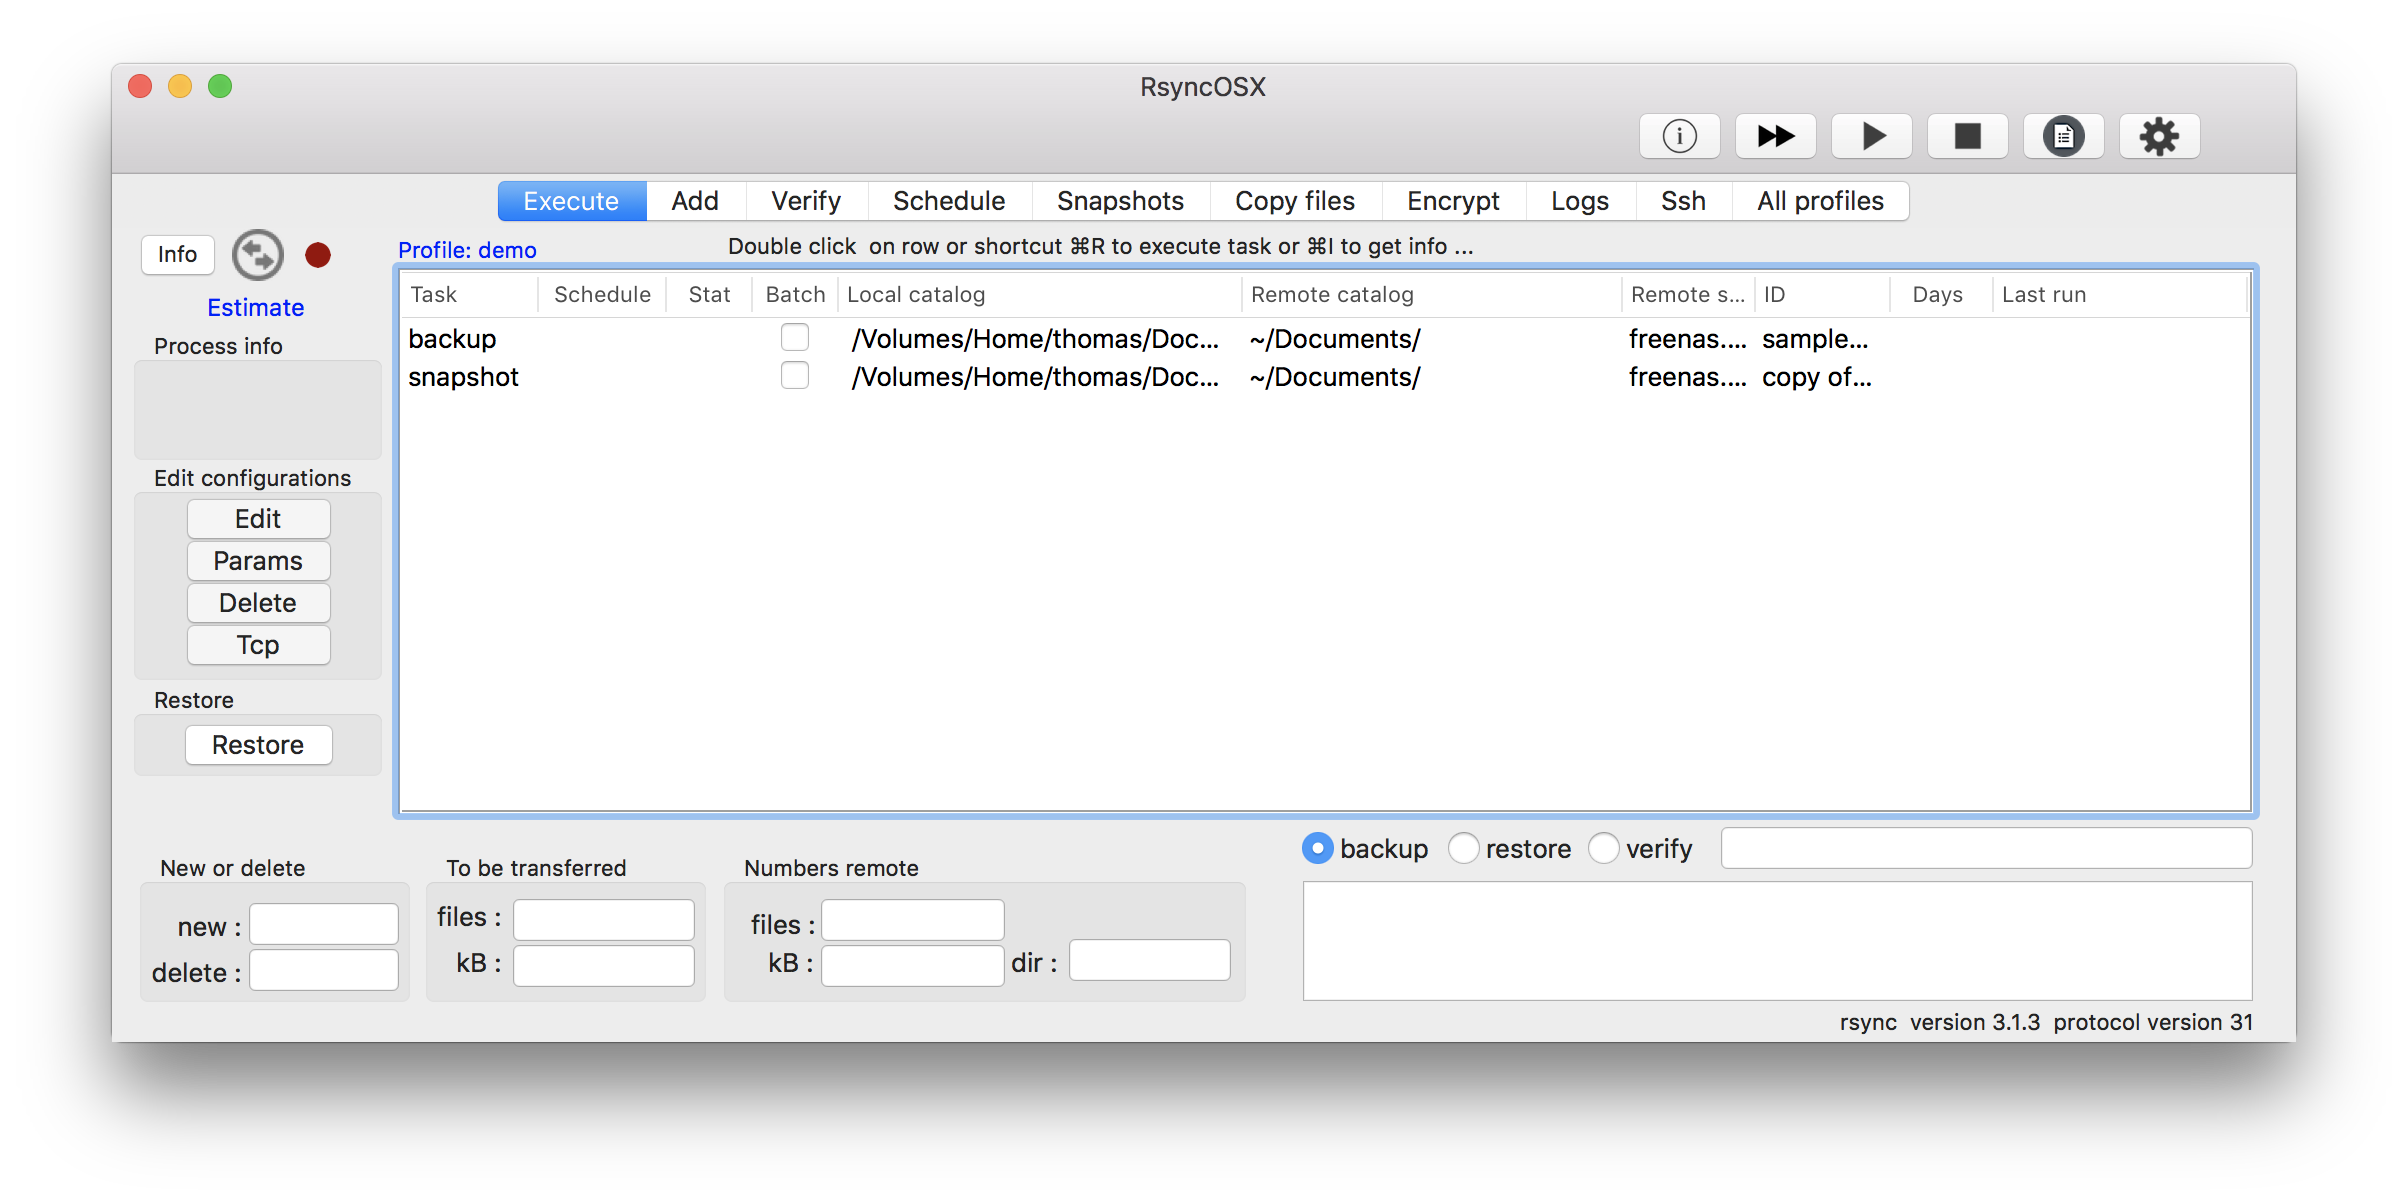 RsyncOSX
Execute Add Verify Schedule Snapshots Copy files Encrypt Logs Ssh All profiles
Info
Profile: demo
Double click on row or shortcut ⌘R to execute task or ⌘I to get info ...
Estimate
Process info
Edit configurations
Edit
Params
Delete
Tcp
Restore
Restore
Task Schedule Stat Batch Local catalog Remote catalog Remote s... ID Days Last run
backup /Volumes/Home/thomas/Doc... ~/Documents/ freenas.... sample...
snapshot /Volumes/Home/thomas/Doc... ~/Documents/ freenas.... copy of...
New or delete
new :
delete :
To be transferred
files :
kB :
Numbers remote
files :
kB :
dir :
backup restore verify
rsync version 3.1.3 protocol version 31